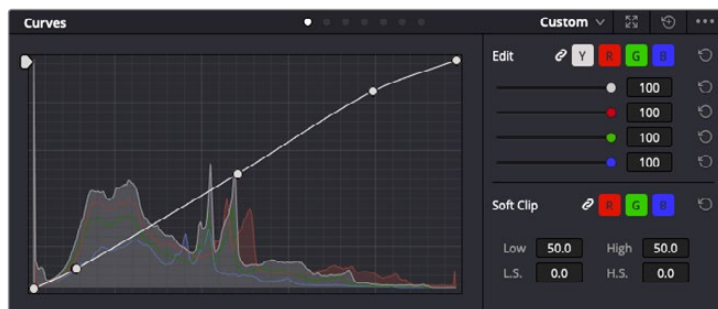 Curves Custom
Edit Y R G B
100
100
100
100
Soft Clip R G B
Low 50.0 High 50.0
L.S. 0.0 H.S. 0.0